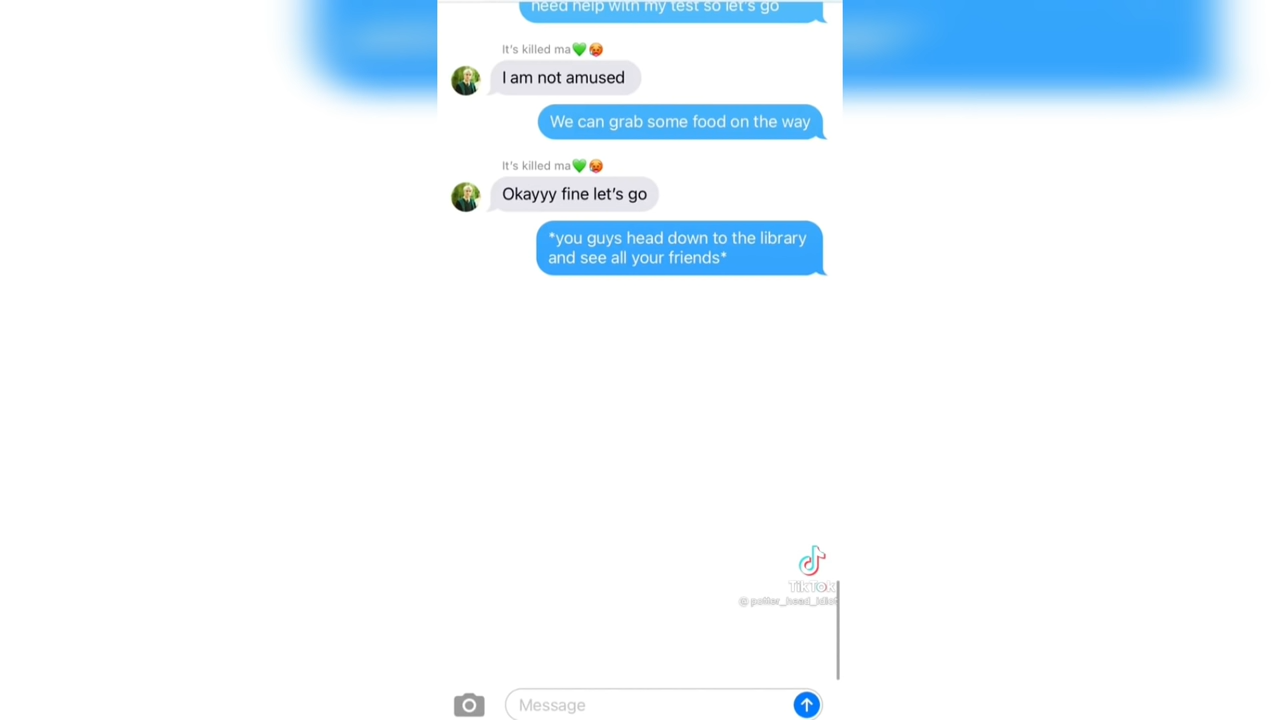 need help with my test so let's go
It's killed ma💚🥵
I am not amused
We can grab some food on the way
It's killed ma💚🥵
Okayyy fine let's go
*you guys head down to the library
and see all your friends*
TikTok
@potter_head_idiot
Message